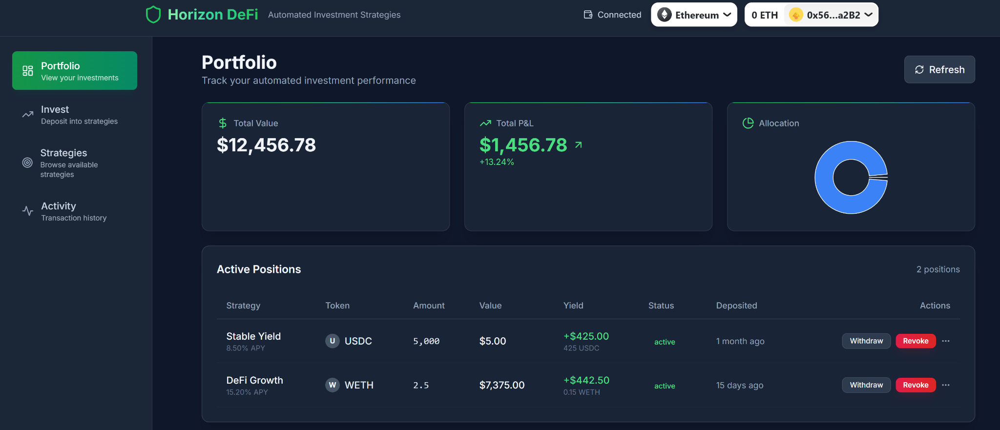 Horizon DeFi
Automated Investment Strategies
Connected
Ethereum
0 ETH
0x56...a2B2
Portfolio
View your investments
Invest
Deposit into strategies
Strategies
Browse available
strategies
Activity
Transaction history
Portfolio
Track your automated investment performance
Refresh
Total Value
$12,456.78
Total P&L
$1,456.78
+13.24%
Allocation
Active Positions
2 positions
Strategy Token Amount Value Yield Status Deposited Actions
Stable Yield
8.50% APY
U USDC
5,000
$5.00
+$425.00
425 USDC
active
1 month ago
Withdraw
Revoke
DeFi Growth
15.20% APY
W WETH
2.5
$7,375.00
+$442.50
0.15 WETH
active
15 days ago
Withdraw
Revoke